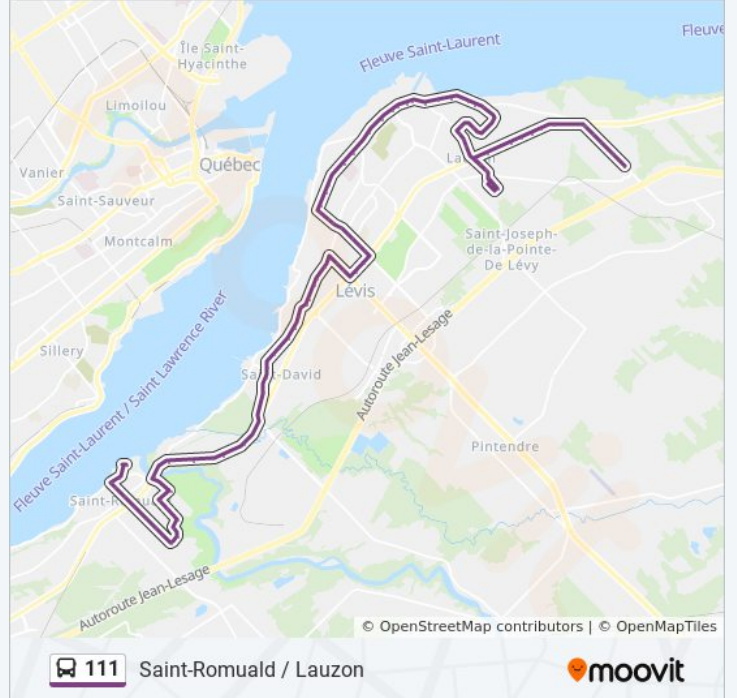 Fleuve Saint-Laurent
Fleuve
Île Saint-
Hyacinthe
Limoilou
Vanier
Québec
Saint-Sauveur
Montcalm
Saint-Joseph-
de-la-Pointe-
De Lévy
Lévis
Sillery
Autoroute Jean-Lesage
Fleuve Saint-Laurent / Saint Lawrence River
Pintendre
Autoroute Jean-Lesage
© OpenStreetMap contributors | © OpenMapTiles
111 Saint-Romuald / Lauzon
moovit